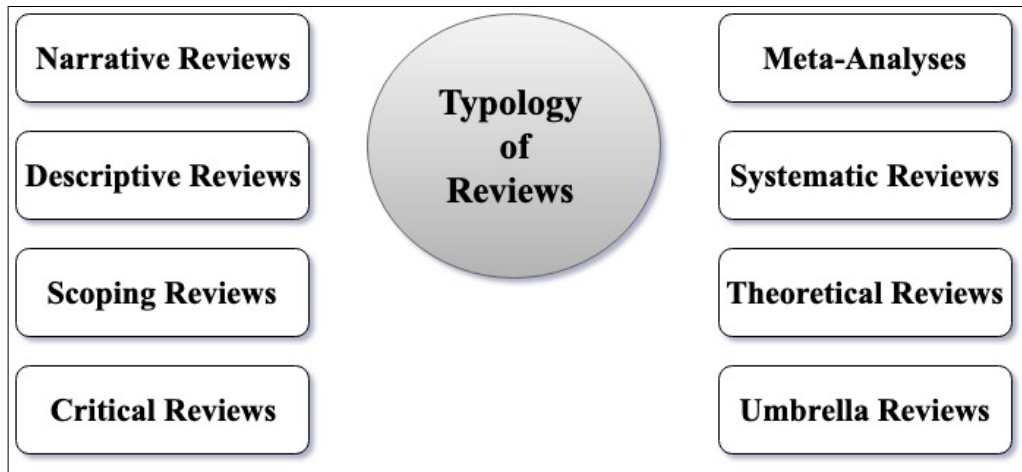 Narrative Reviews
Descriptive Reviews
Scoping Reviews
Critical Reviews
Typology
of
Reviews
Meta-Analyses
Systematic Reviews
Theoretical Reviews
Umbrella Reviews